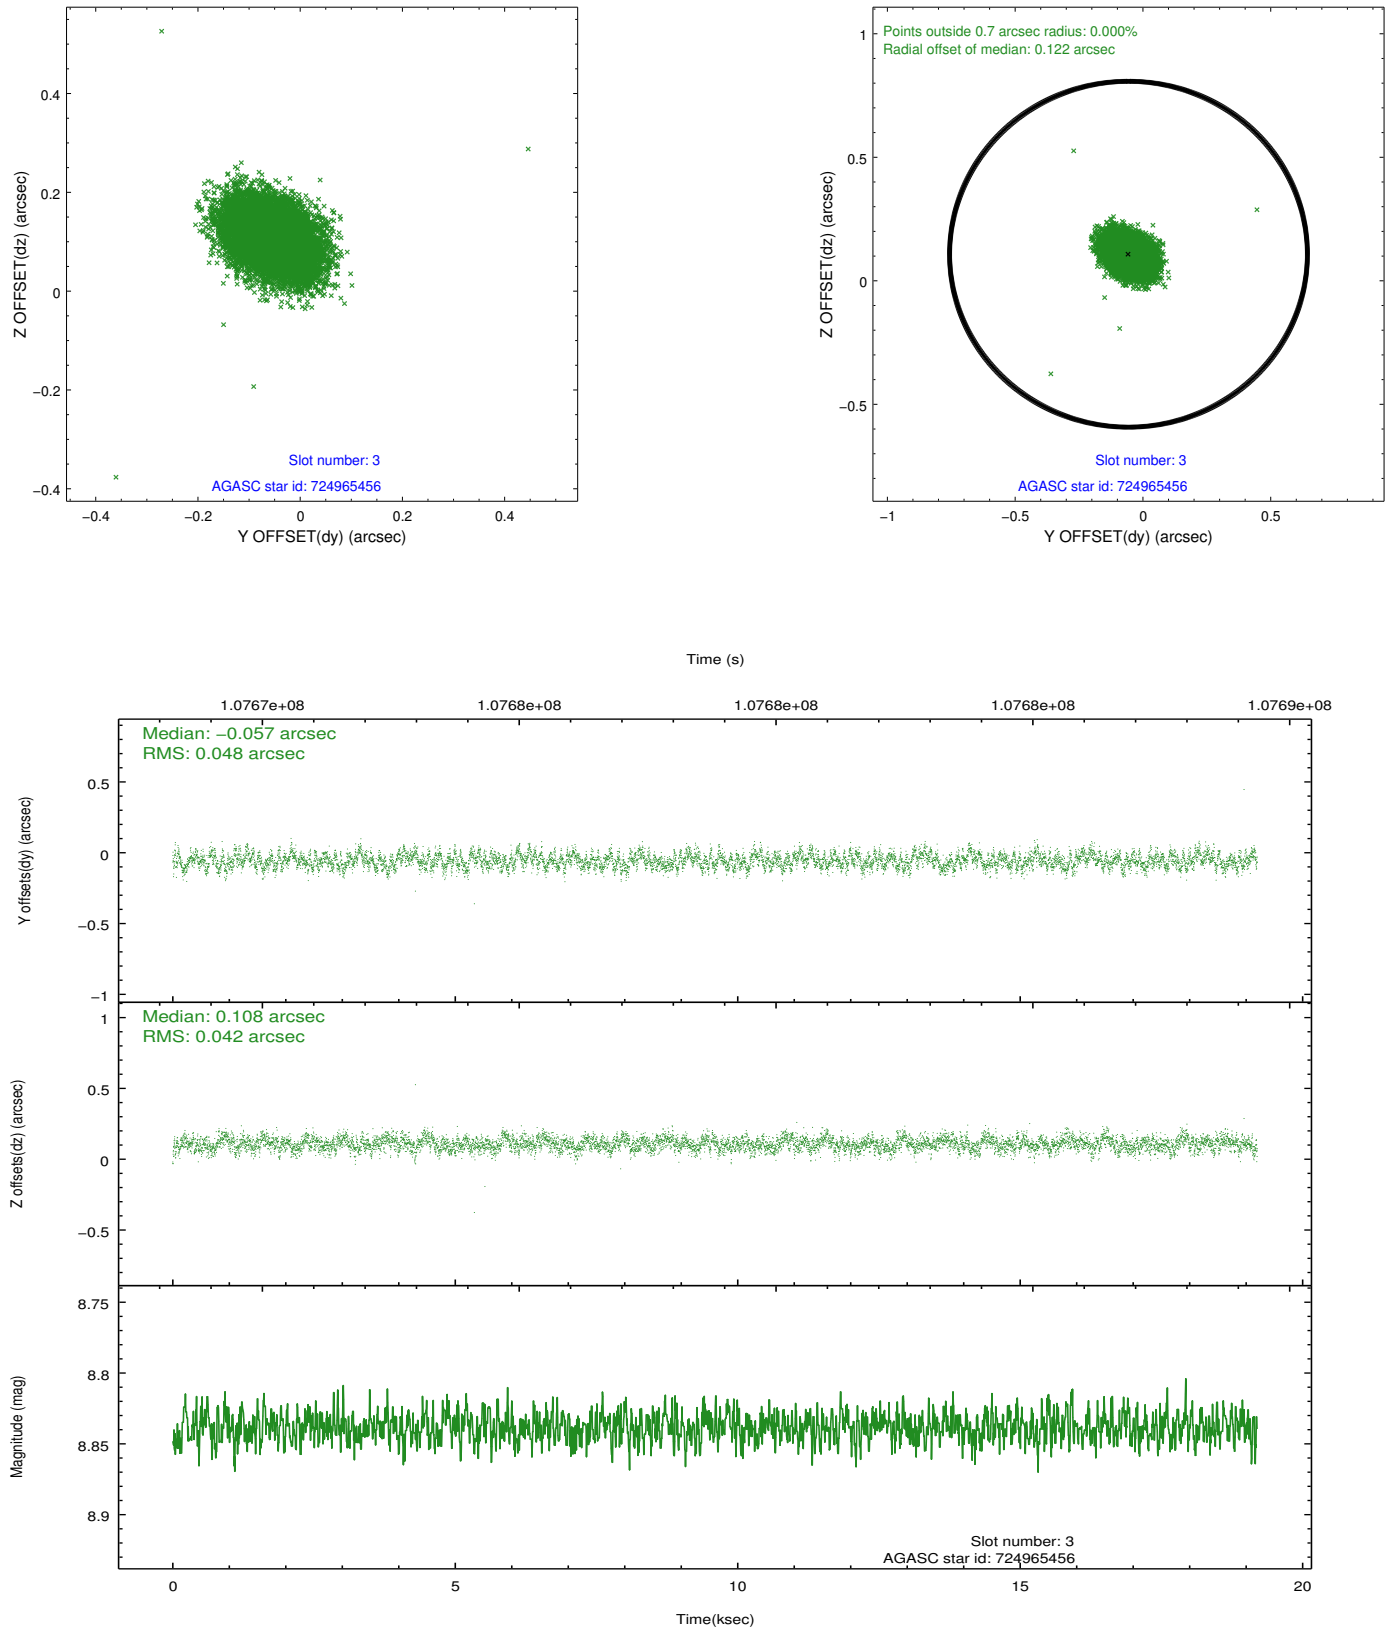 0.4
0.2
0
−0.2
−0.4
Z OFFSET(dz) (arcsec)
Slot number: 3
AGASC star id: 724965456
−0.4
−0.2
0
0.2
0.4
Y OFFSET(dy) (arcsec)
Points outside 0.7 arcsec radius: 0.000%
Radial offset of median: 0.122 arcsec
1
0.5
0
−0.5
Z OFFSET(dz) (arcsec)
Slot number: 3
AGASC star id: 724965456
−1
−0.5
0
0.5
Y OFFSET(dy) (arcsec)
Time (s)
1.0767e+08
1.0768e+08
1.0768e+08
1.0768e+08
1.0769e+08
Median: −0.057 arcsec
RMS: 0.048 arcsec
0.5
0
−0.5
−1
Y offsets(dy) (arcsec)
Median: 0.108 arcsec
RMS: 0.042 arcsec
1
0.5
0
−0.5
Z offsets(dz) (arcsec)
8.75
8.8
8.85
8.9
Magnitude (mag)
Slot number: 3
AGASC star id: 724965456
0
5
10
15
20
Time(ksec)